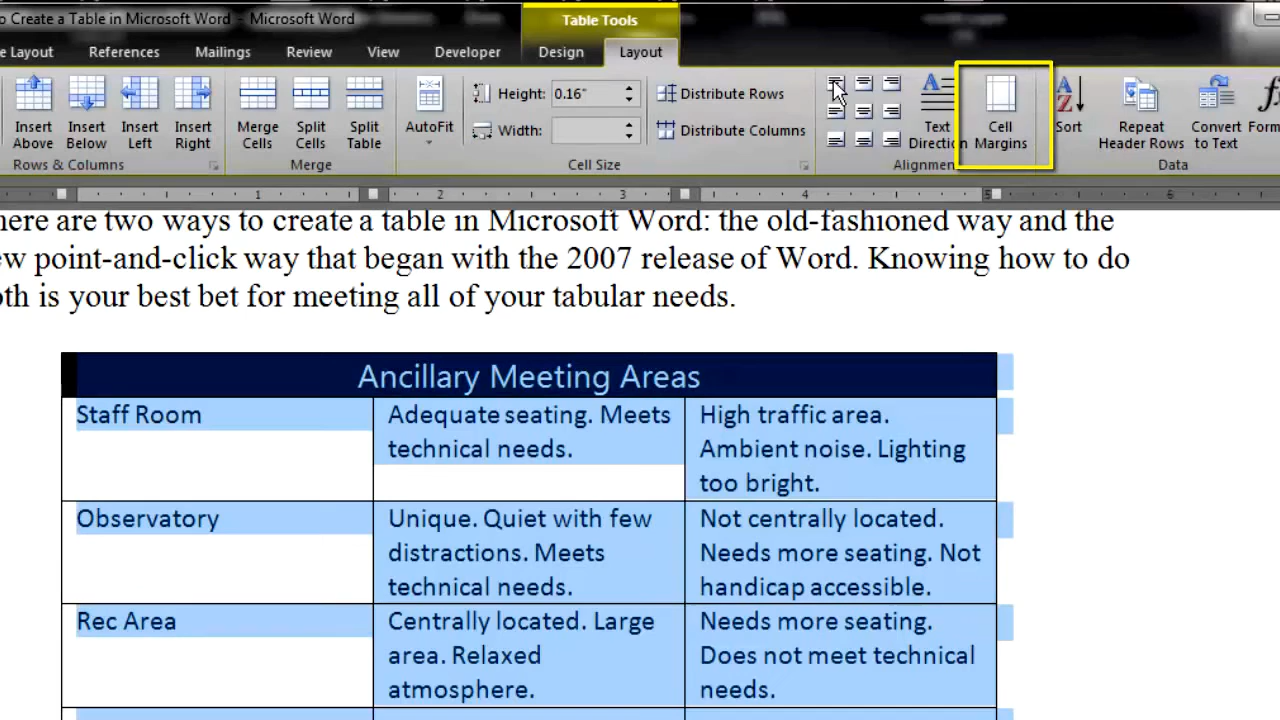 o Create a Table in Microsoft Word - Microsoft Word
Table Tools
e Layout References Mailings Review View Developer Design Layout
Insert Above
Insert Below
Insert Left
Insert Right
Rows & Columns
Merge Cells
Split Cells
Split Table
Merge
AutoFit
Height: 0.16"
Width:
Distribute Rows
Distribute Columns
Cell Size
Text Direction
Cell Margins
Alignmen
A Z Sort
Repeat Header Rows
Convert to Text
fx Form
Data
1 2 3 4 5 6
here are two ways to create a table in Microsoft Word: the old-fashioned way and the
ew point-and-click way that began with the 2007 release of Word. Knowing how to do
oth is your best bet for meeting all of your tabular needs.
Ancillary Meeting Areas
Staff Room
Adequate seating. Meets
technical needs.
High traffic area.
Ambient noise. Lighting
too bright.
Observatory
Unique. Quiet with few
distractions. Meets
technical needs.
Not centrally located.
Needs more seating. Not
handicap accessible.
Rec Area
Centrally located. Large
area. Relaxed
atmosphere.
Needs more seating.
Does not meet technical
needs.